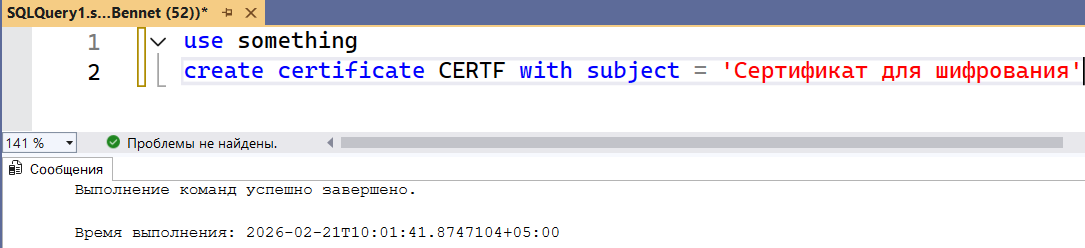 SQLQuery1.s...Bennet (52))*
1 use something
2 create certificate CERTF with subject = 'Сертификат для шифрования'
141 % Проблемы не найдены.
Сообщения
Выполнение команд успешно завершено.
Время выполнения: 2026-02-21T10:01:41.8747104+05:00